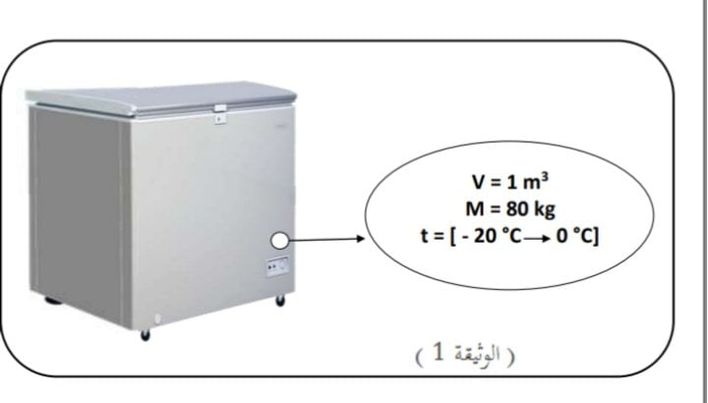 V = 1 m³
M = 80 kg
t = [ - 20 °C → 0 °C]
( الوثيقة 1 )